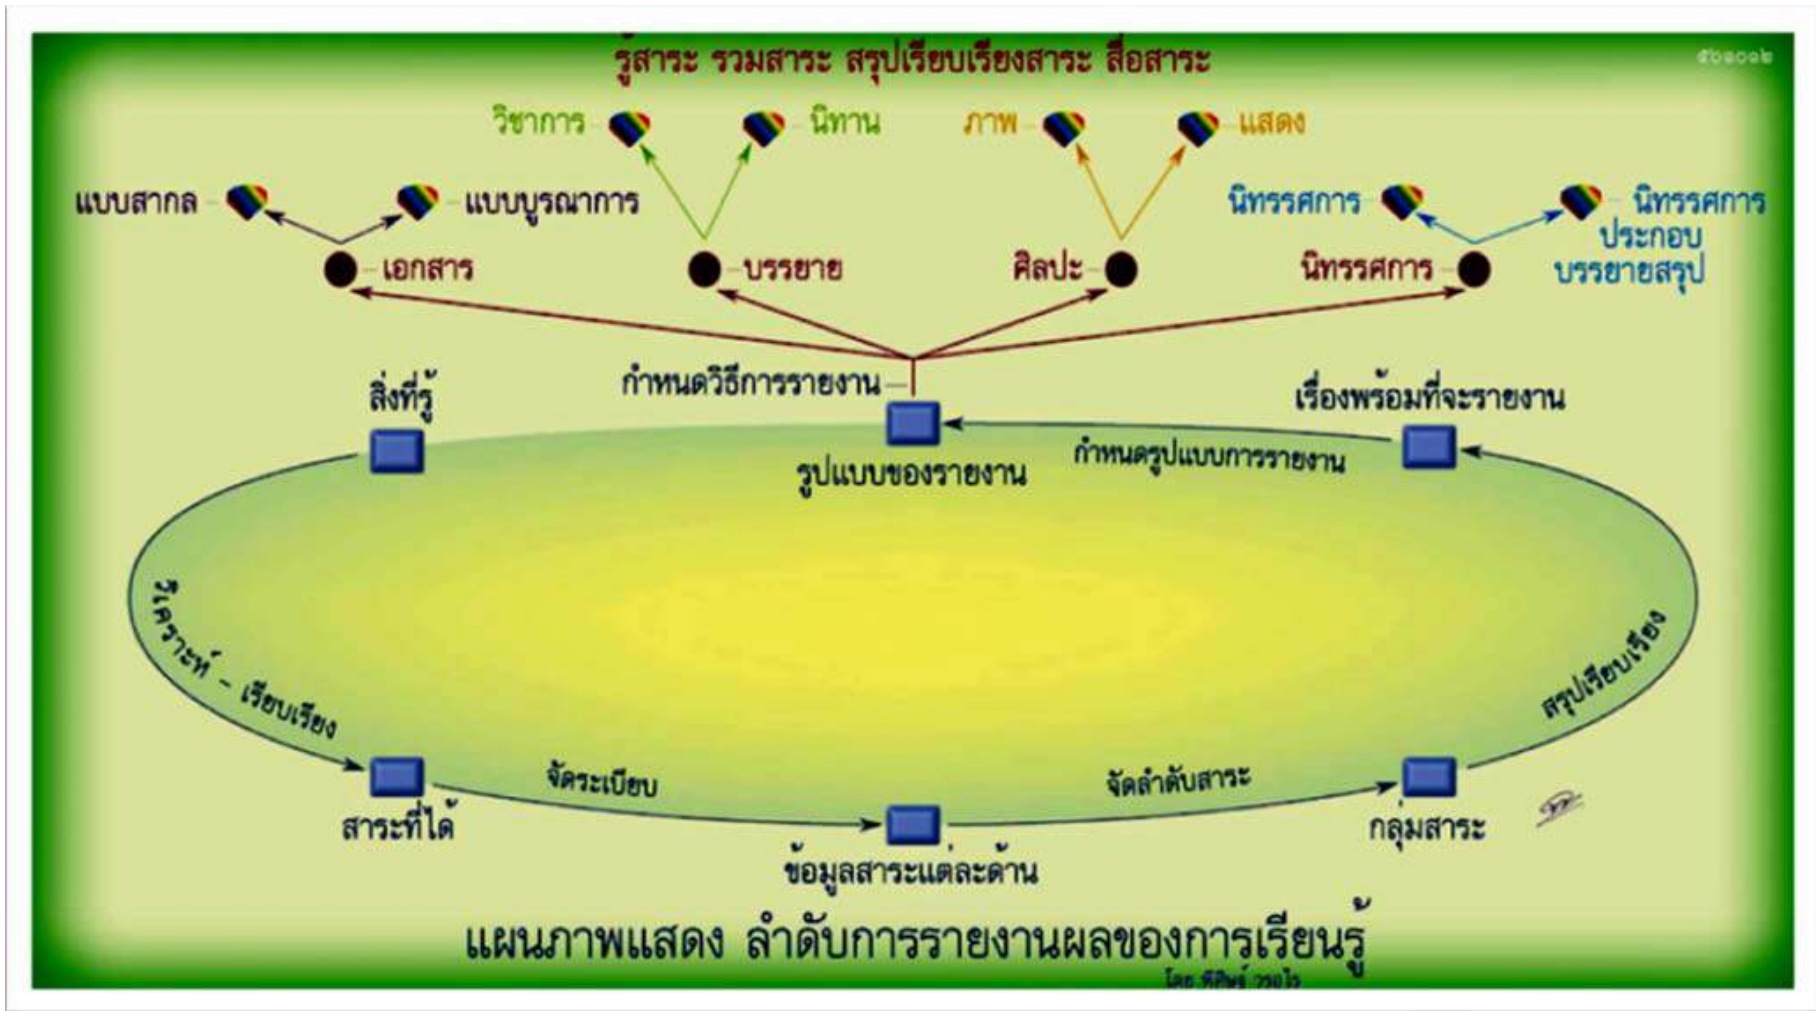 รู้สาระ รวมสาระ สรุปเรียบเรียงสาระ สื่อสาระ
๕๖๑๐๑๒
วิชาการ
นิทาน
ภาพ
แสดง
แบบสากล
แบบบูรณาการ
นิทรรศการ
นิทรรศการ
ประกอบ
บรรยายสรุป
เอกสาร
บรรยาย
ศิลปะ
นิทรรศการ
สิ่งที่รู้
กำหนดวิธีการรายงาน
เรื่องพร้อมที่จะรายงาน
กำหนดรูปแบบการรายงาน
รูปแบบของรายงาน
วิเคราะห์ - เรียบเรียง
สรุปเรียบเรียง
จัดระเบียบ
จัดลำดับสาระ
สาระที่ได้
ข้อมูลสาระแต่ละด้าน
กลุ่มสาระ
แผนภาพแสดง ลำดับการรายงานผลของการเรียนรู้
โดย